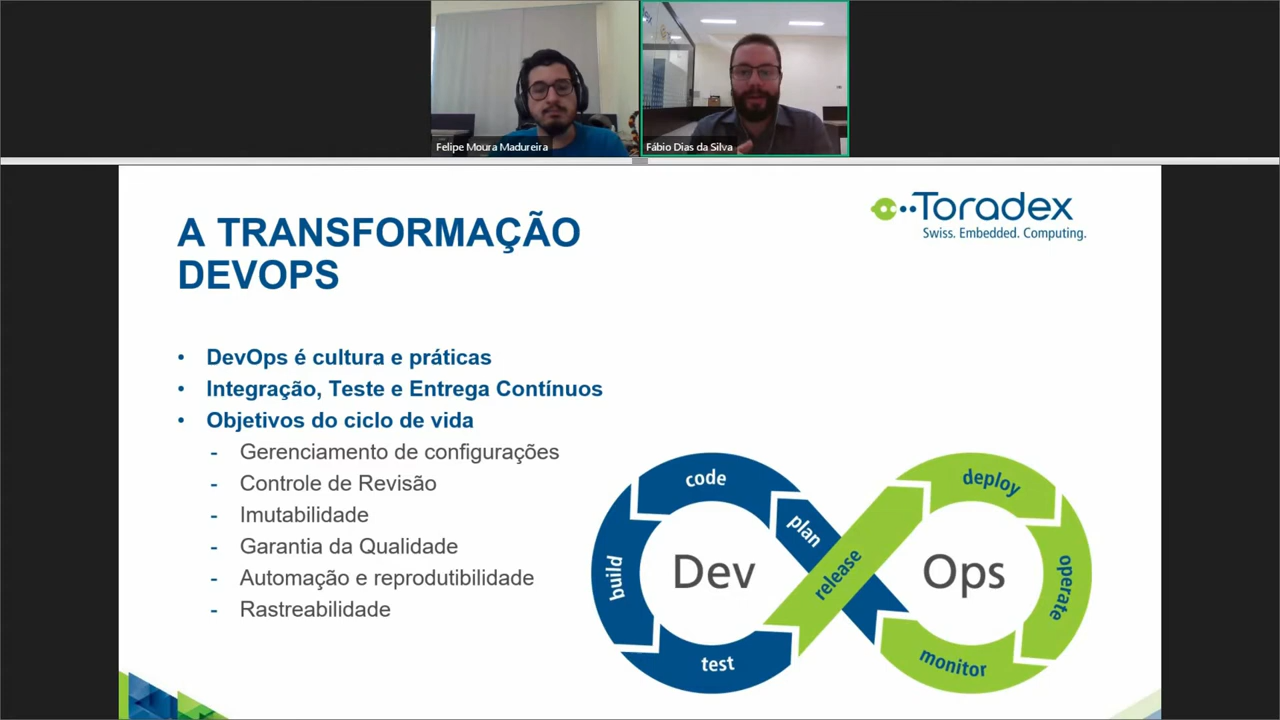 Felipe Moura Madureira
Fábio Dias da Silva
Toradex
Swiss. Embedded. Computing.
A TRANSFORMAÇÃO
DEVOPS
• DevOps é cultura e práticas
• Integração, Teste e Entrega Contínuos
• Objetivos do ciclo de vida
- Gerenciamento de configurações
- Controle de Revisão
- Imutabilidade
- Garantia da Qualidade
- Automação e reprodutibilidade
- Rastreabilidade
code
plan
build
Dev
test
release
deploy
Ops
operate
monitor